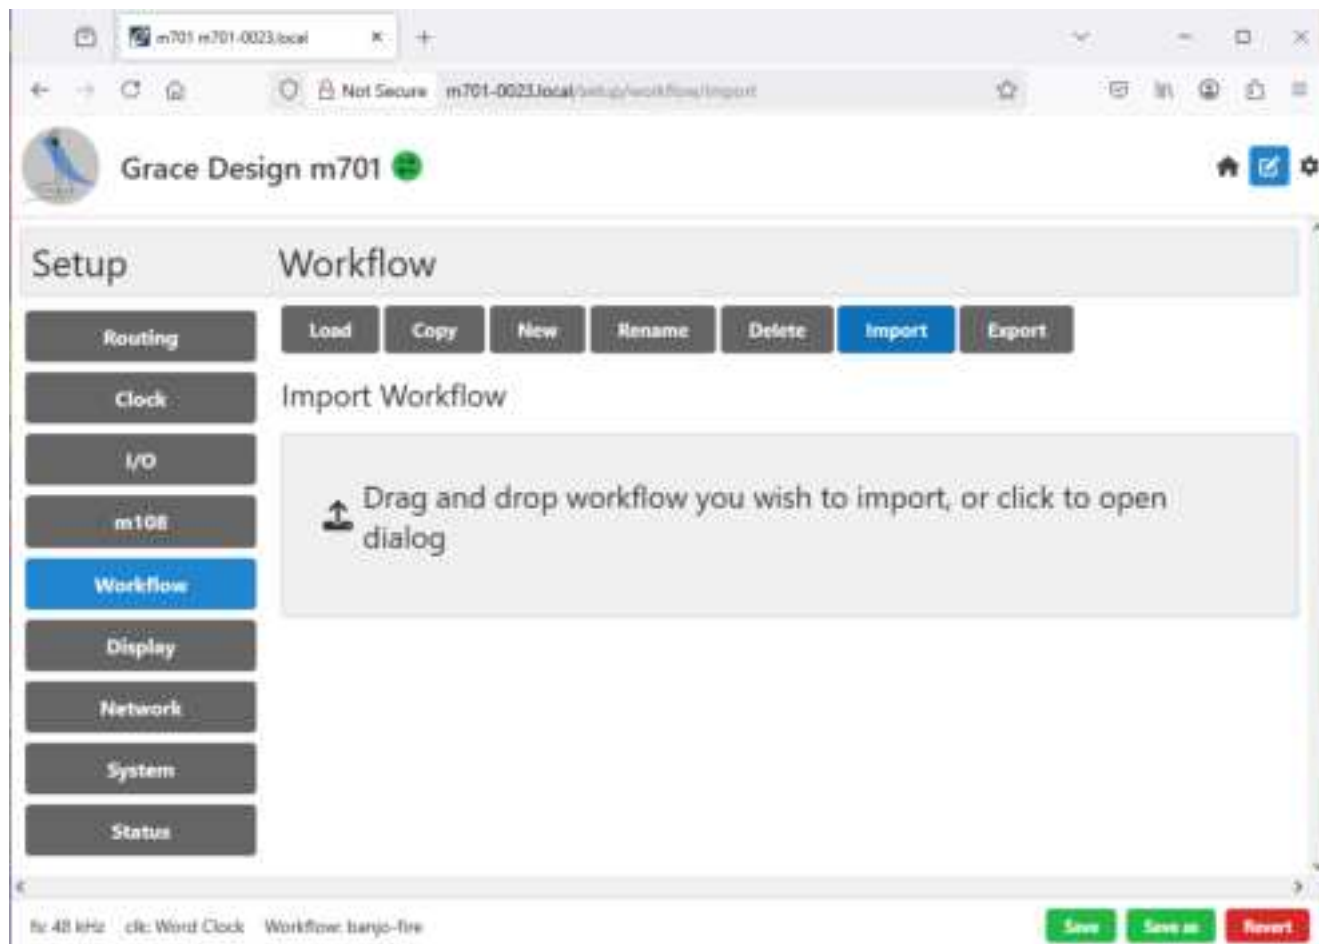 m701 m701-0023.local
Not Secure m701-0023.local/setup/workflow/import
Grace Design m701
Setup
Workflow
Routing
Load
Copy
New
Rename
Delete
Import
Export
Clock
Import Workflow
I/O
Drag and drop workflow you wish to import, or click to open
dialog
m108
Workflow
Display
Network
System
Status
fs: 48 kHz clk: Word Clock Workflow: banjo-fire
Save
Save as
Revert